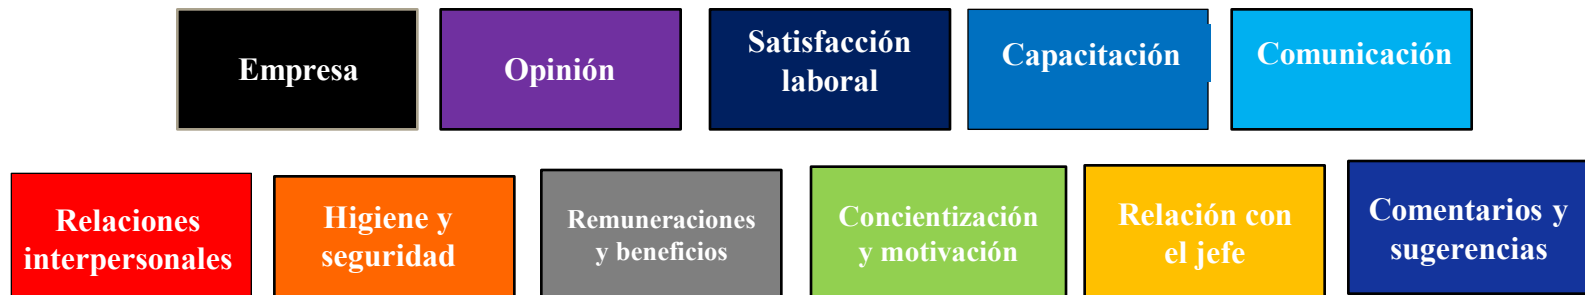 Empresa
Opinión
Satisfacción
laboral
Capacitación
Comunicación
Relaciones
interpersonales
Higiene y
seguridad
Remuneraciones
y beneficios
Concientización
y motivación
Relación con
el jefe
Comentarios y
sugerencias